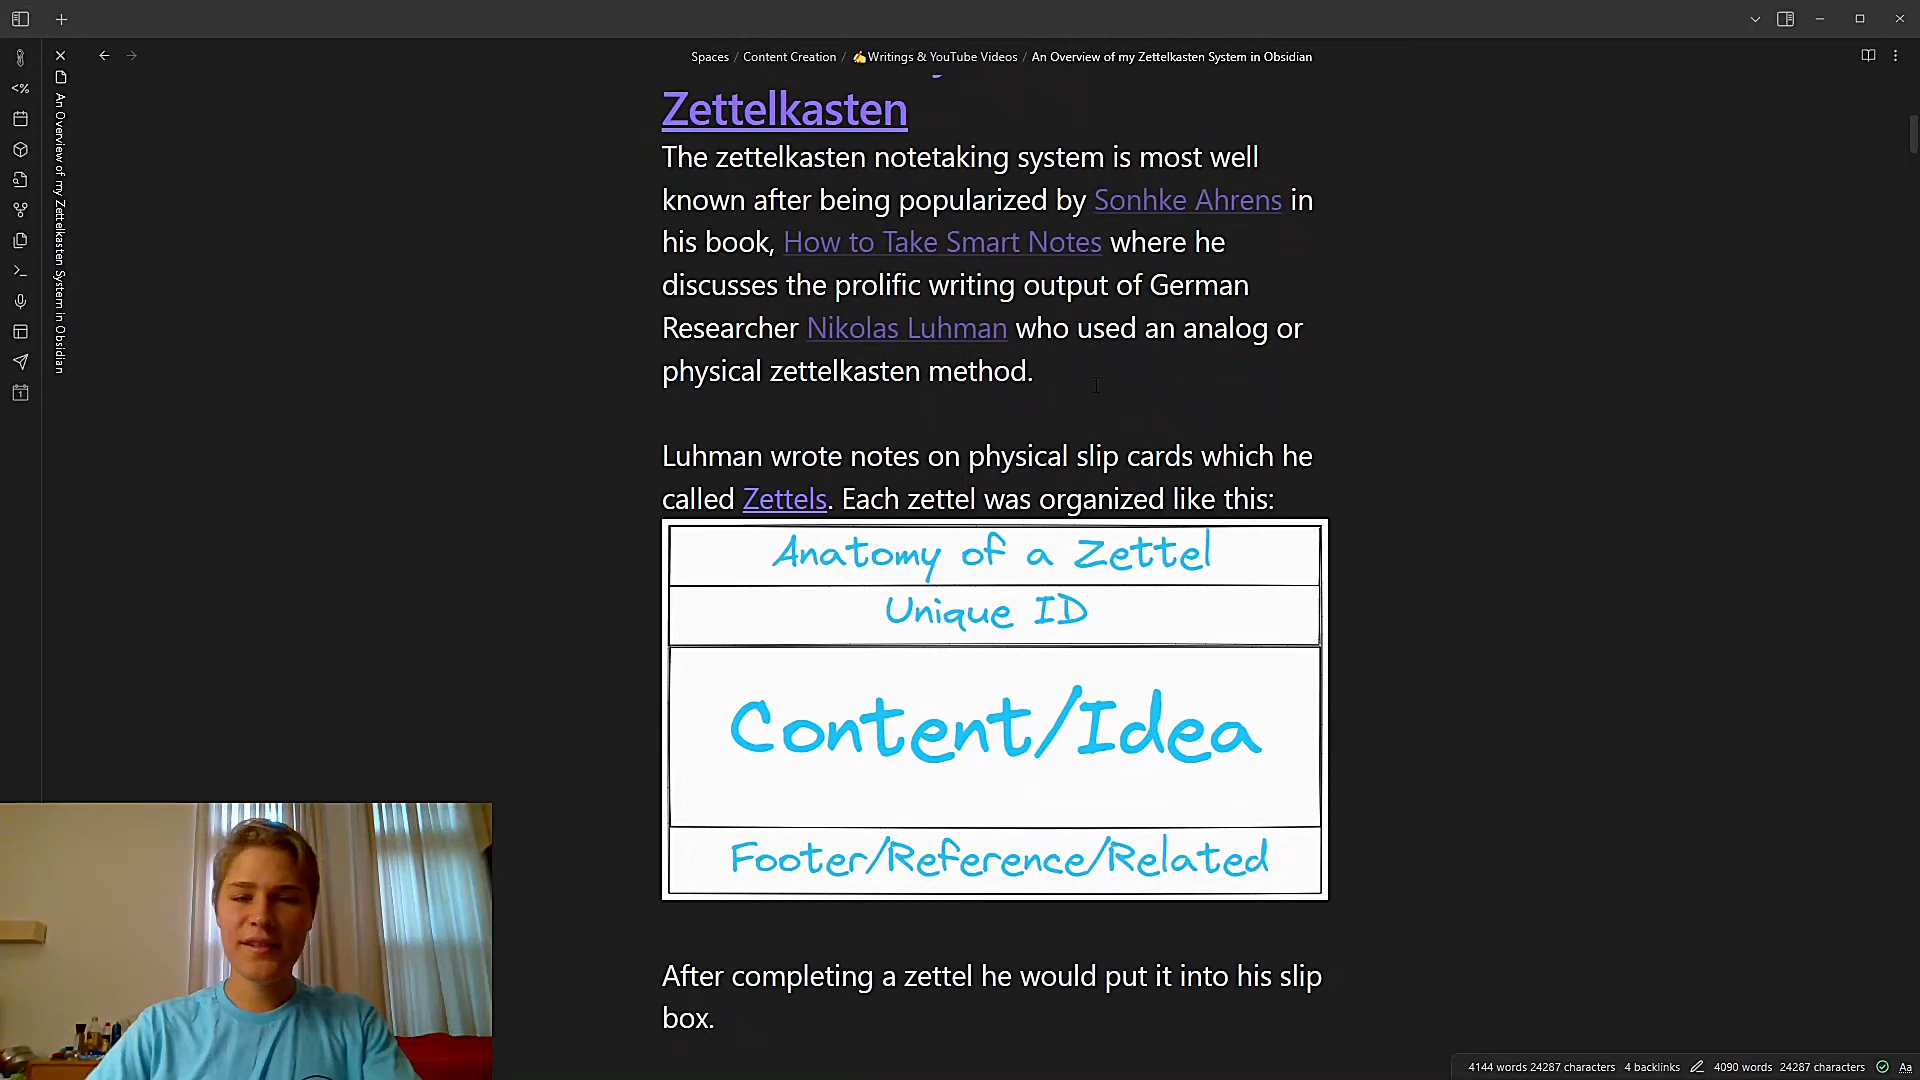 Spaces / Content Creation / ✍Writings & YouTube Videos / An Overview of my Zettelkasten System in Obsidian
An Overview of my Zettelkasten System in Obsidian
Zettelkasten
The zettelkasten notetaking system is most well
known after being popularized by Sonhke Ahrens in
his book, How to Take Smart Notes where he
discusses the prolific writing output of German
Researcher Nikolas Luhman who used an analog or
physical zettelkasten method.
Luhman wrote notes on physical slip cards which he
called Zettels. Each zettel was organized like this:
Anatomy of a Zettel
Unique ID
Content/Idea
Footer/Reference/Related
After completing a zettel he would put it into his slip
box.
4144 words 24287 characters 4 backlinks 4090 words 24287 characters Aa